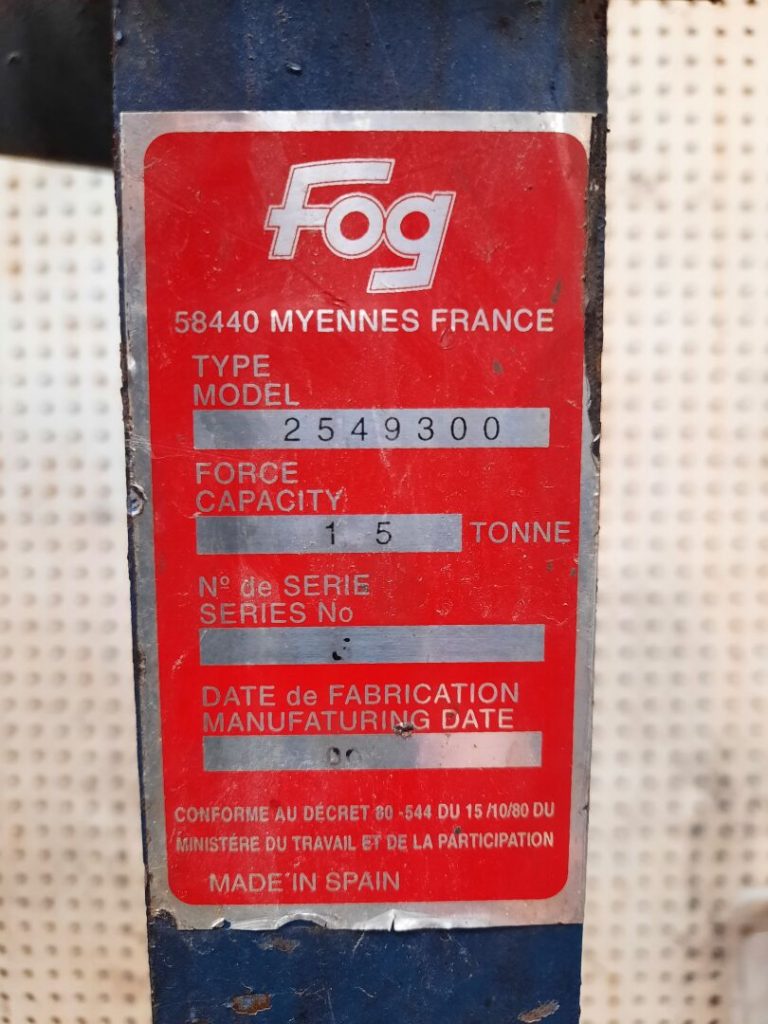 Fog
58440 MYENNES FRANCE
TYPE
MODEL
2549300
FORCE
CAPACITY
1 5 TONNE
Nº de SERIE
SERIES No
DATE de FABRICATION
MANUFATURING DATE
CONFORME AU DÉCRET 80 -544 DU 15 /10/80 DU
MINISTÉRE DU TRAVAIL ET DE LA PARTICIPATION
MADE IN SPAIN